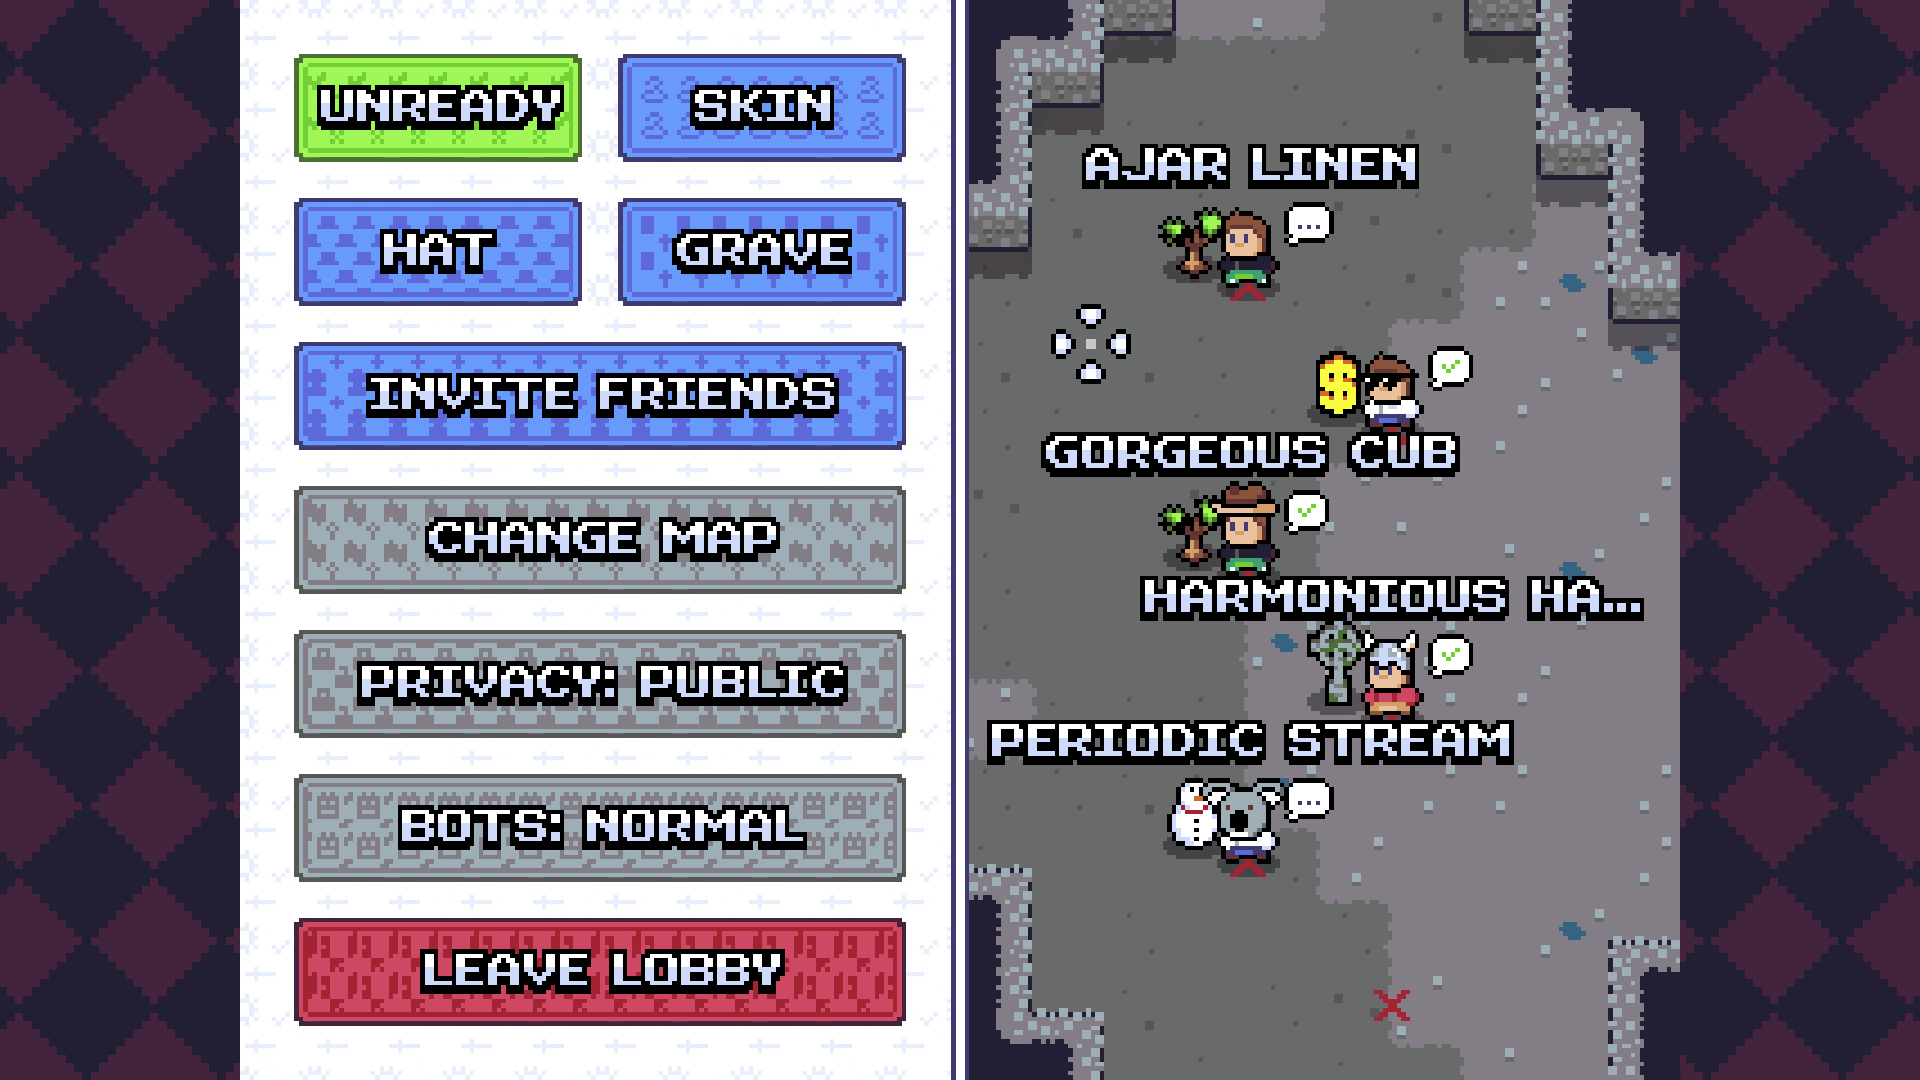 UNREADY
SKIN
HAT
GRAVE
INVITE FRIENDS
CHANGE MAP
PRIVACY: PUBLIC
BOTS: NORMAL
LEAVE LOBBY
AJAR LINEN
...
$
GORGEOUS CUB
HARMONIOUS HA...
PERIODIC STREAM
...